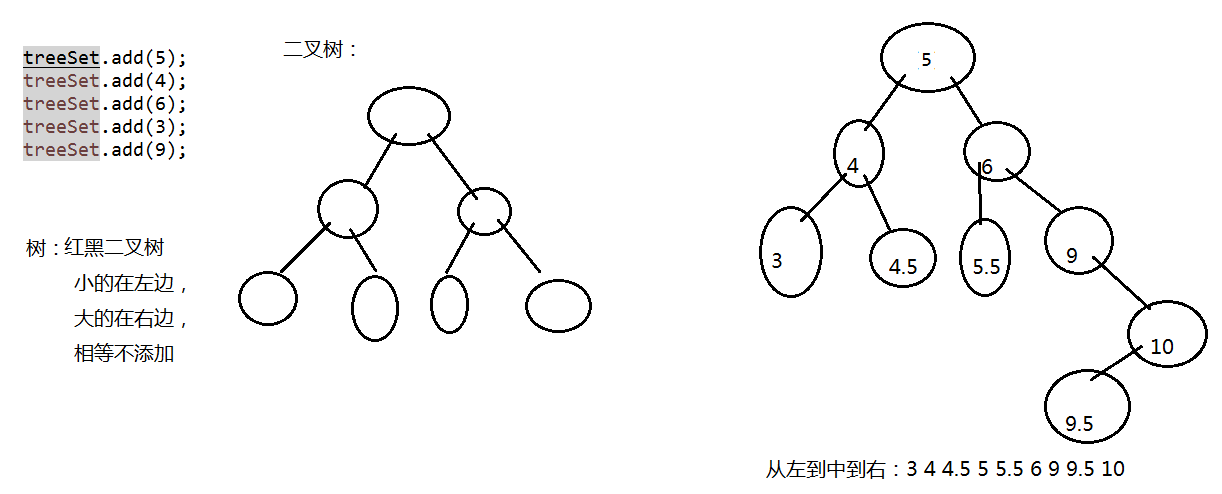 treeSet.add(5);
treeSet.add(4);
treeSet.add(6);
treeSet.add(3);
treeSet.add(9);
树：红黑二叉树
小的在左边，
大的在右边，
相等不添加
二叉树：
5
4
6
3
4.5
5.5
9
10
9.5
从左到中到右：3 4 4.5 5 5.5 6 9 9.5 10